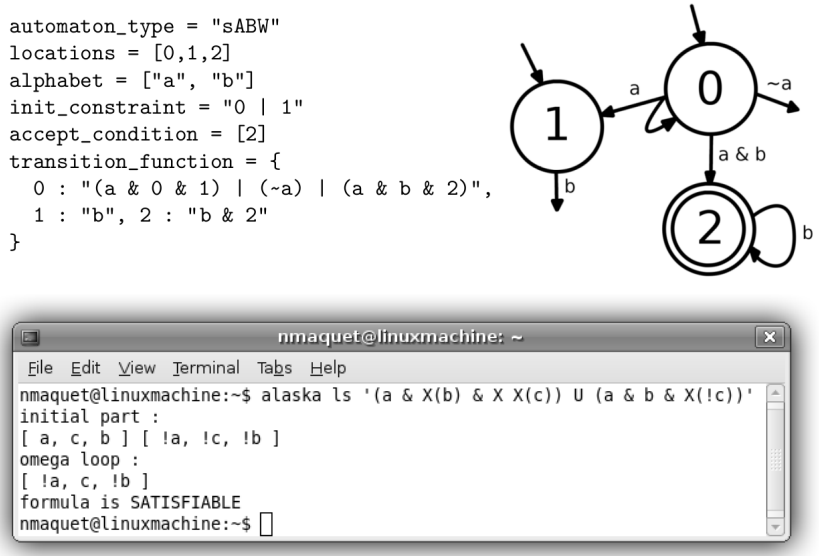 automaton_type = "sABW"
locations = [0,1,2]
alphabet = ["a", "b"]
init_constraint = "0 | 1"
accept_condition = [2]
transition_function = {
0 : "(a & 0 & 1) | (~a) | (a & b & 2)",
1 : "b", 2 : "b & 2"
}
0
a
~a
1
a & b
b
2
b
nmaquet@linuxmachine: ~
File Edit View Terminal Tabs Help
nmaquet@linuxmachine:~$ alaska ls '(a & X(b) & X X(c)) U (a & b & X(!c))'
initial part :
[ a, c, b ] [ !a, !c, !b ]
omega loop :
[ !a, c, !b ]
formula is SATISFIABLE
nmaquet@linuxmachine:~$